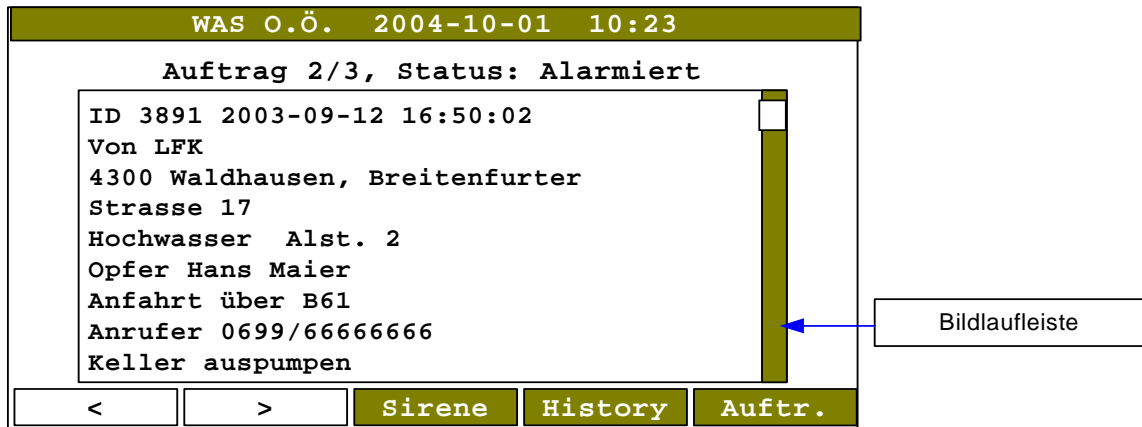 WAS O.Ö. 2004-10-01 10:23
Auftrag 2/3, Status: Alarmiert
ID 3891 2003-09-12 16:50:02
Von LFK
4300 Waldhausen, Breitenfurter
Strasse 17
Hochwasser Alst. 2
Opfer Hans Maier
Anfahrt über B61
Anrufer 0699/66666666
Keller auspumpen
Bildlaufleiste
< > Sirene History Auftr.